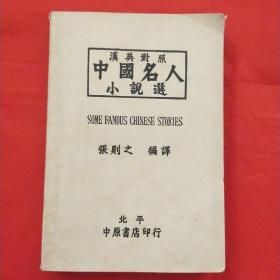 漢英對照
中國名人
小說選
SOME FAMOUS CHINESE STORIES
張則之 編譯
北平
中原書店印行